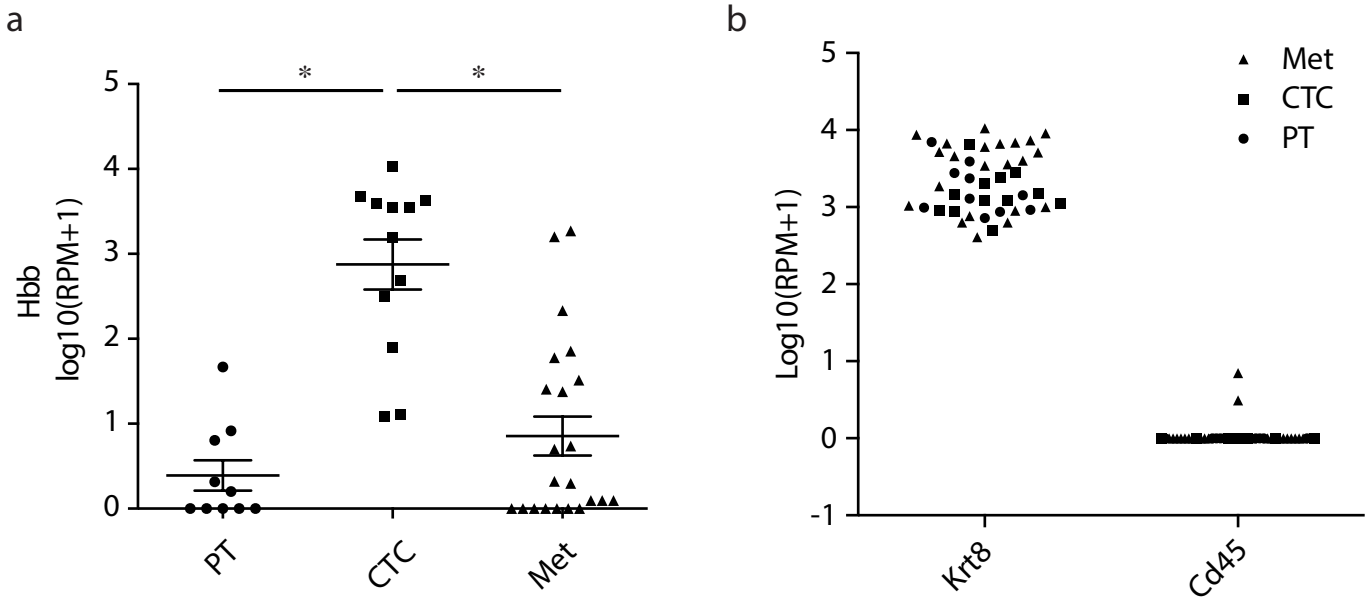 a
Hbb
log10(RPM+1)
5
4
3
2
1
0
*
*
PT
CTC
Met
b
Log10(RPM+1)
5
4
3
2
1
0
-1
Met
CTC
PT
Krt8
Cd45